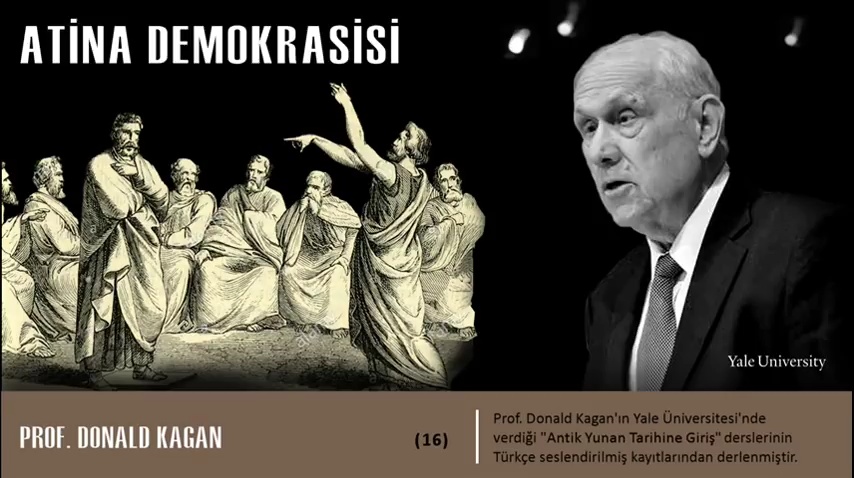 ATİNA DEMOKRASİSİ
Yale University
PROF. DONALD KAGAN
(16)
Prof. Donald Kagan'ın Yale Üniversitesi'nde
verdiği "Antik Yunan Tarihine Giriş" derslerinin
Türkçe seslendirilmiş kayıtlarından derlenmiştir.